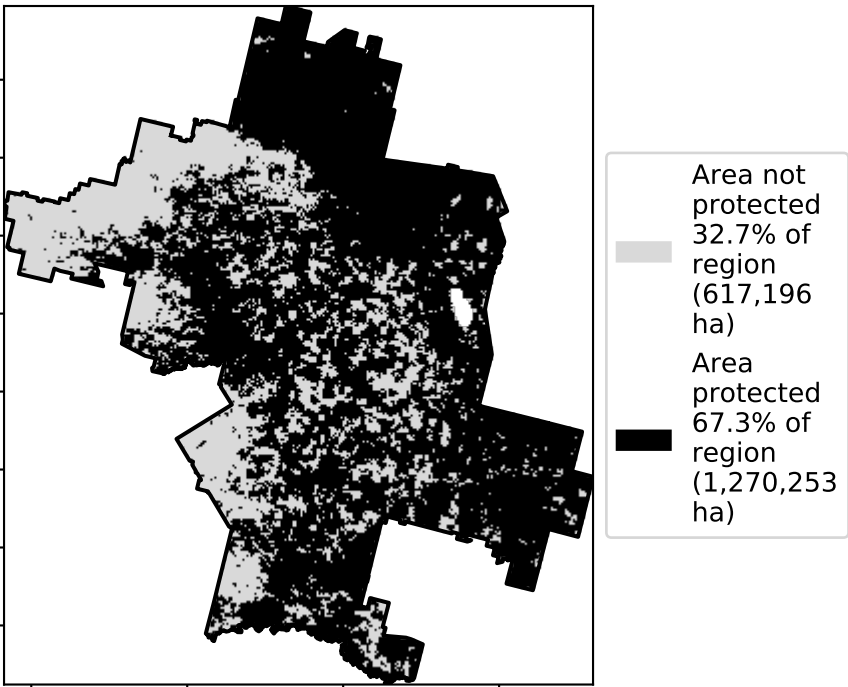 Area not
protected
32.7% of
region
(617,196
ha)
Area
protected
67.3% of
region
(1,270,253
ha)